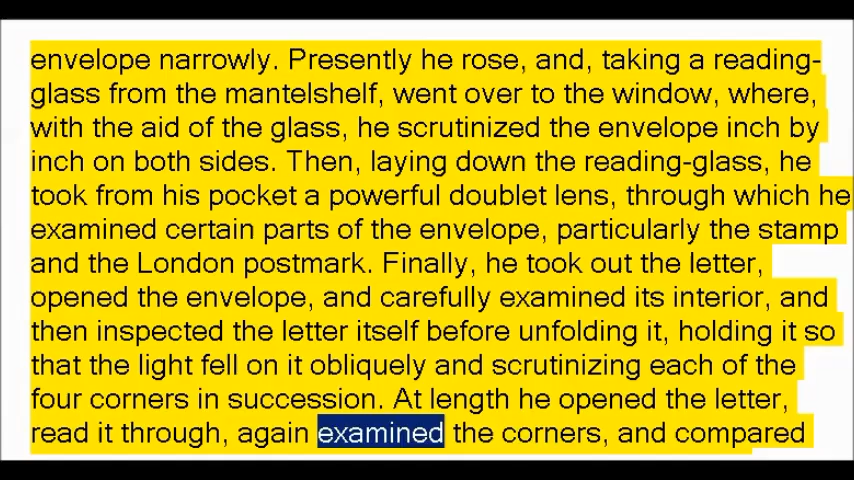 envelope narrowly. Presently he rose, and, taking a reading-
glass from the mantelshelf, went over to the window, where,
with the aid of the glass, he scrutinized the envelope inch by
inch on both sides. Then, laying down the reading-glass, he
took from his pocket a powerful doublet lens, through which he
examined certain parts of the envelope, particularly the stamp
and the London postmark. Finally, he took out the letter,
opened the envelope, and carefully examined its interior, and
then inspected the letter itself before unfolding it, holding it so
that the light fell on it obliquely and scrutinizing each of the
four corners in succession. At length he opened the letter,
read it through, again examined the corners, and compared